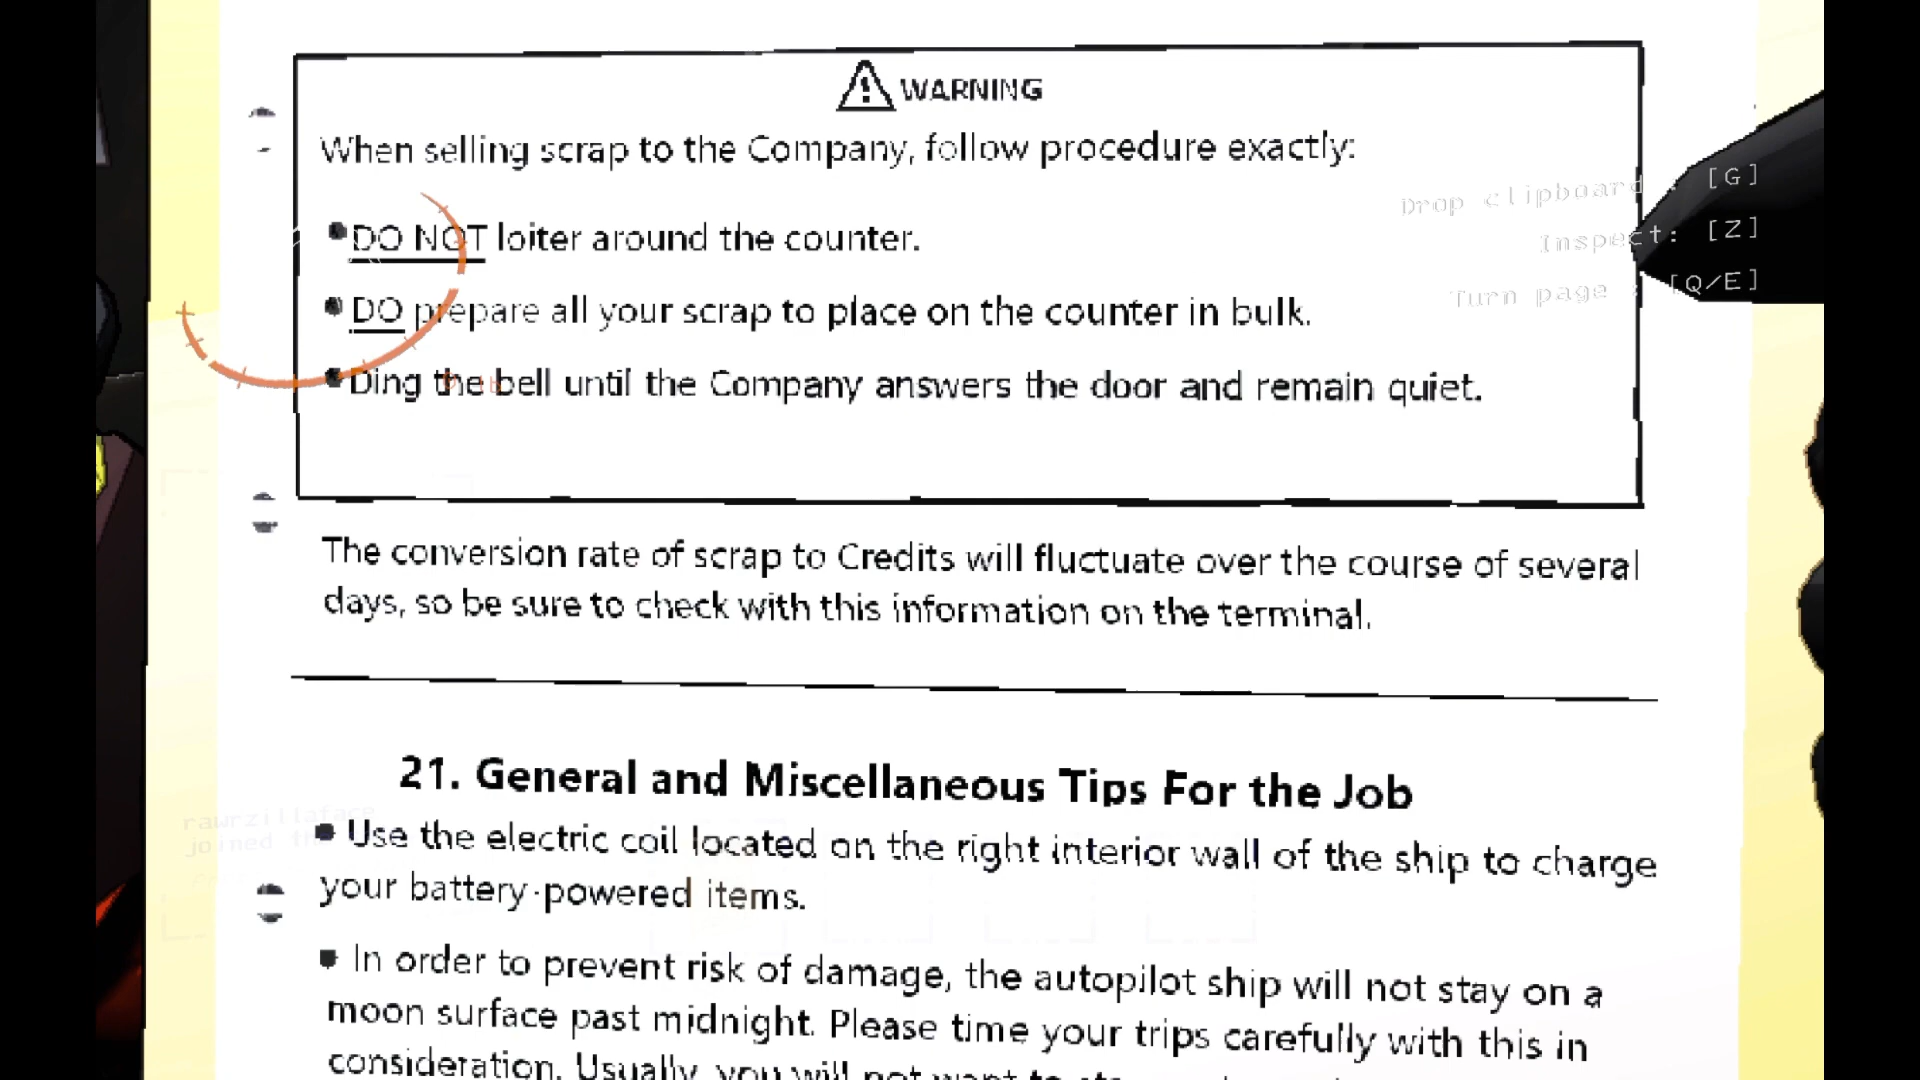 WARNING
When selling scrap to the Company, follow procedure exactly:
Drop clipboard : [G]
DO NOT loiter around the counter.
Inspect: [Z]
DO prepare all your scrap to place on the counter in bulk.
Turn page : [Q/E]
Ding the bell until the Company answers the door and remain quiet.
The conversion rate of scrap to Credits will fluctuate over the course of several
days, so be sure to check with this information on the terminal.
21. General and Miscellaneous Tips For the Job
rawrzillaface
joined the
Use the electric coil located on the right interior wall of the ship to charge
your battery-powered items.
In order to prevent risk of damage, the autopilot ship will not stay on a
moon surface past midnight. Please time your trips carefully with this in
consideration. Usually, you will not want to